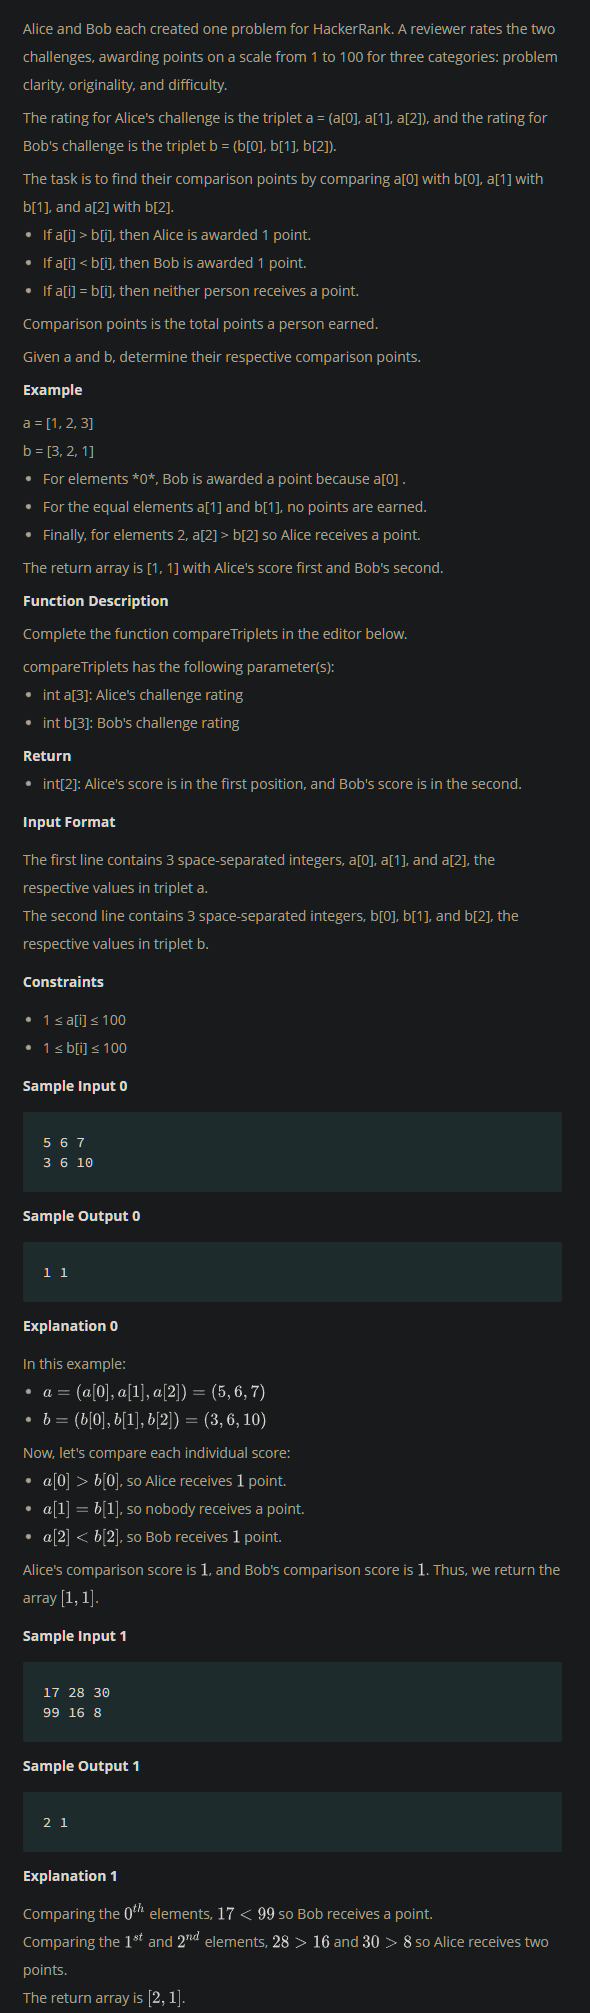 Alice and Bob each created one problem for HackerRank. A reviewer rates the two
challenges, awarding points on a scale from 1 to 100 for three categories: problem
clarity, originality, and difficulty.
The rating for Alice's challenge is the triplet a = (a[0], a[1], a[2]), and the rating for
Bob's challenge is the triplet b = (b[0], b[1], b[2]).
The task is to find their comparison points by comparing a[0] with b[0], a[1] with
b[1], and a[2] with b[2].
• If a[i] > b[i], then Alice is awarded 1 point.
• If a[i] < b[i], then Bob is awarded 1 point.
• If a[i] = b[i], then neither person receives a point.
Comparison points is the total points a person earned.
Given a and b, determine their respective comparison points.
Example
a = [1, 2, 3]
b = [3, 2, 1]
• For elements *0*, Bob is awarded a point because a[0] .
• For the equal elements a[1] and b[1], no points are earned.
• Finally, for elements 2, a[2] > b[2] so Alice receives a point.
The return array is [1, 1] with Alice's score first and Bob's second.
Function Description
Complete the function compareTriplets in the editor below.
compareTriplets has the following parameter(s):
• int a[3]: Alice's challenge rating
• int b[3]: Bob's challenge rating
Return
• int[2]: Alice's score is in the first position, and Bob's score is in the second.
Input Format
The first line contains 3 space-separated integers, a[0], a[1], and a[2], the
respective values in triplet a.
The second line contains 3 space-separated integers, b[0], b[1], and b[2], the
respective values in triplet b.
Constraints
• 1 ≤ a[i] ≤ 100
• 1 ≤ b[i] ≤ 100
Sample Input 0
5 6 7
3 6 10
Sample Output 0
1 1
Explanation 0
In this example:
• a = (a[0], a[1], a[2]) = (5, 6, 7)
• b = (b[0], b[1], b[2]) = (3, 6, 10)
Now, let's compare each individual score:
• a[0] > b[0], so Alice receives 1 point.
• a[1] = b[1], so nobody receives a point.
• a[2] < b[2], so Bob receives 1 point.
Alice's comparison score is 1, and Bob's comparison score is 1. Thus, we return the
array [1, 1].
Sample Input 1
17 28 30
99 16 8
Sample Output 1
2 1
Explanation 1
Comparing the 0th elements, 17 < 99 so Bob receives a point.
Comparing the 1st and 2nd elements, 28 > 16 and 30 > 8 so Alice receives two
points.
The return array is [2, 1].